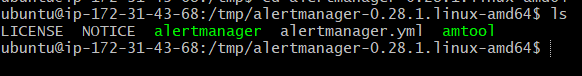 ubuntu@ip-172-31-43-68:/tmp/alertmanager-0.28.1.linux-amd64$ ls
LICENSE  NOTICE  alertmanager  alertmanager.yml  amtool
ubuntu@ip-172-31-43-68:/tmp/alertmanager-0.28.1.linux-amd64$